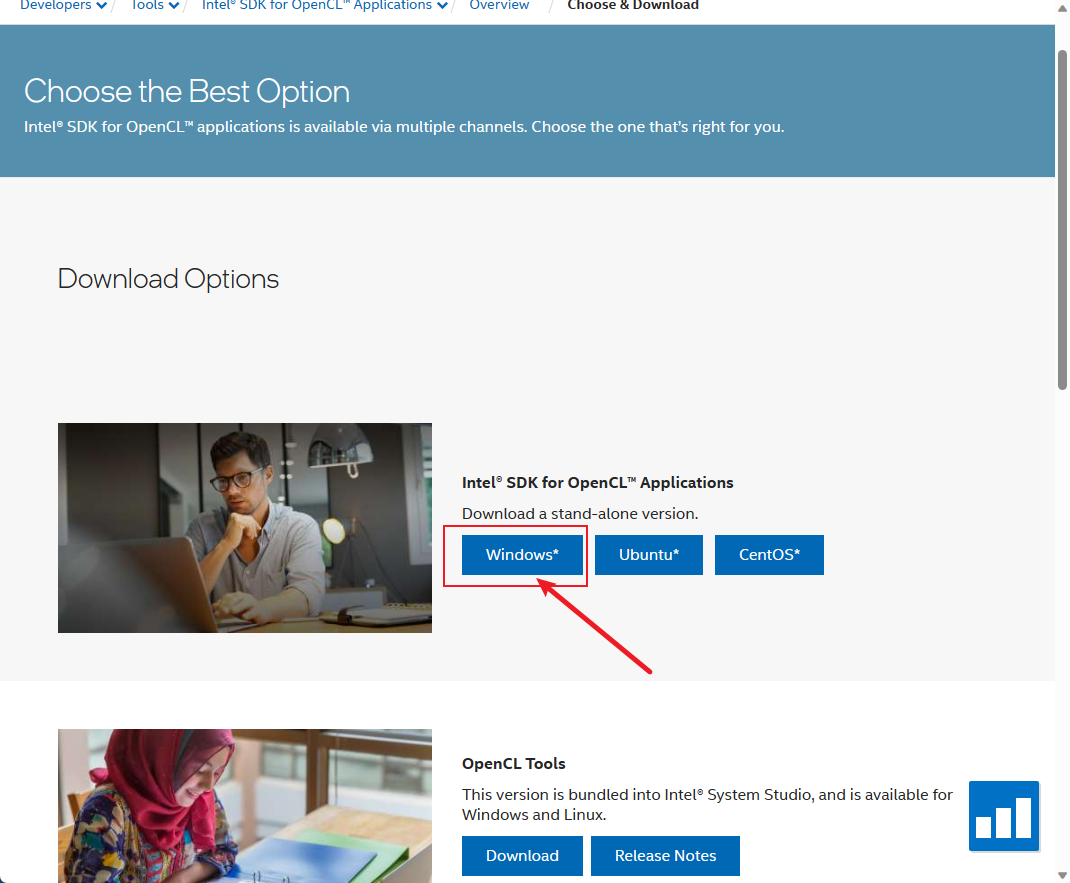 Developers / Tools / Intel® SDK for OpenCL™ Applications / Overview / Choose & Download
Choose the Best Option
Intel® SDK for OpenCL™ applications is available via multiple channels. Choose the one that's right for you.
Download Options
Intel® SDK for OpenCL™ Applications
Download a stand-alone version.
Windows* Ubuntu* CentOS*
OpenCL Tools
This version is bundled into Intel® System Studio, and is available for
Windows and Linux.
Download Release Notes